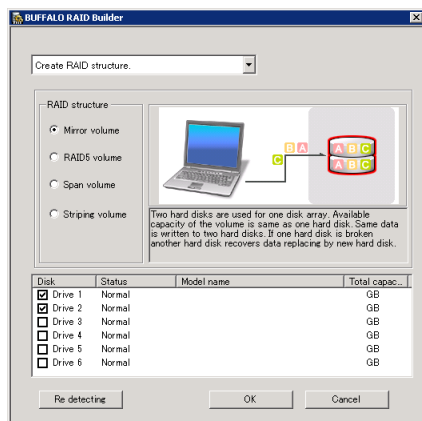 BUFFALO RAID Builder
Create RAID structure.
RAID structure
Mirror volume
RAID5 volume
Span volume
Striping volume
B A
C
A B C
A B C
Two hard disks are used for one disk array. Available
capacity of the volume is same as one hard disk. Same data
is written to two hard disks. If one hard disk is broken
another hard disk recovers data replacing by new hard disk.
Disk Status Model name Total capac...
Drive 1 Normal GB
Drive 2 Normal GB
Drive 3 Normal GB
Drive 4 Normal GB
Drive 5 Normal GB
Drive 6 Normal GB
Re detecting OK Cancel